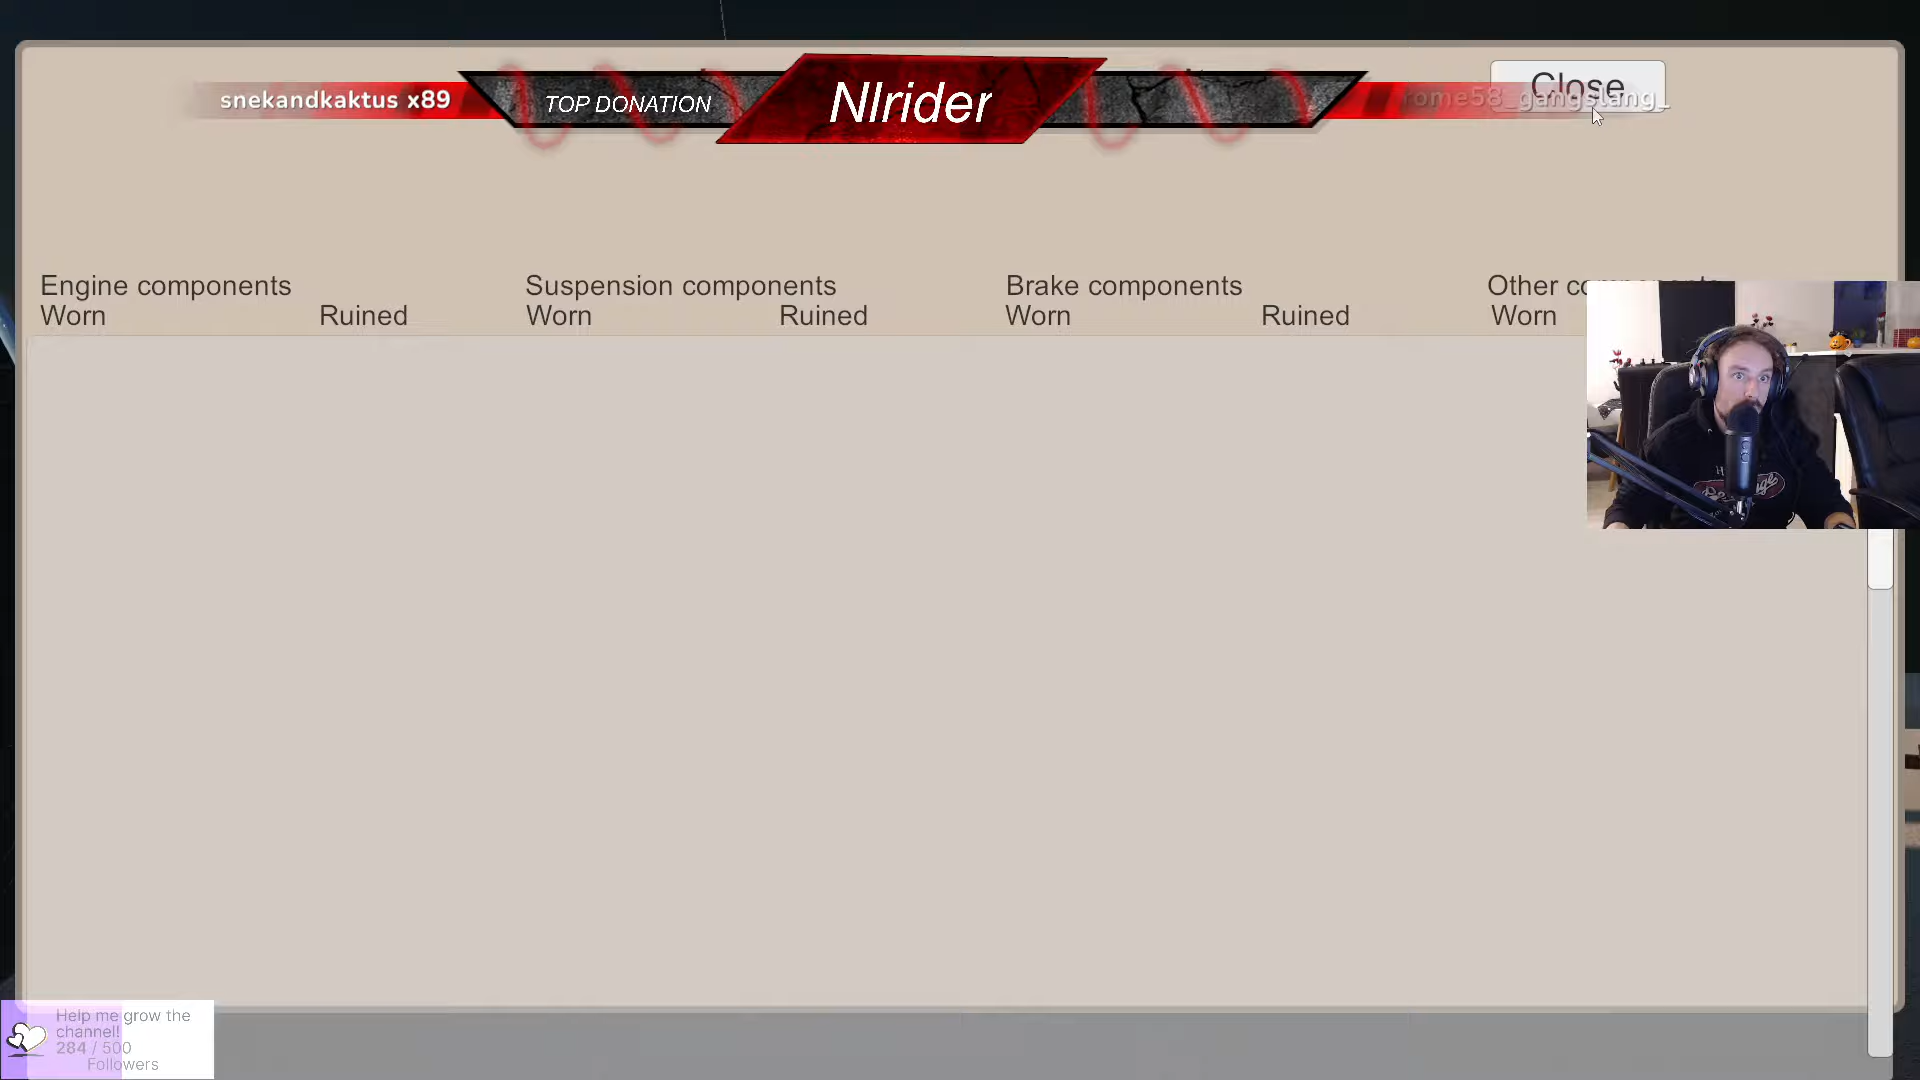 snekandkaktus x89
TOP DONATION
NIrider
Close
Engine components
Suspension components
Brake components
Other
Worn
Ruined
Worn
Ruined
Worn
Ruined
Worn
Help me grow the
channel!
284 / 500
Followers